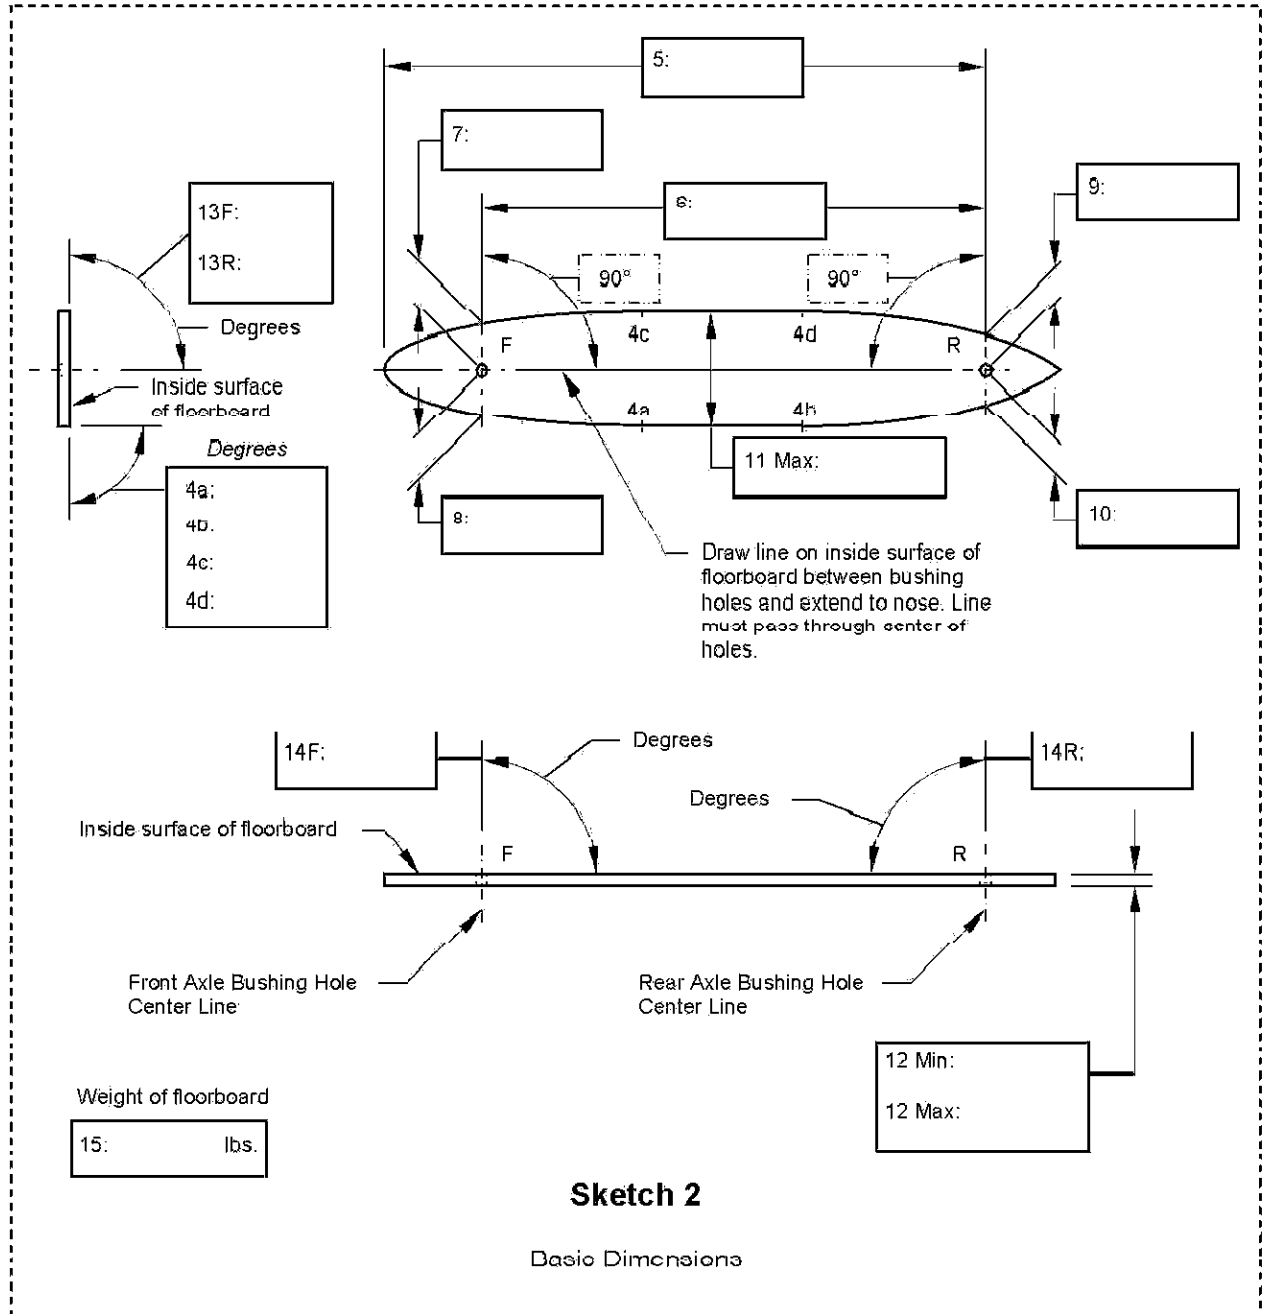 5:
7:
9:
13F:
6:
13R:
90°
90°
Degrees
4c
4d
F
R
Inside surface
of floorboard
4a
4b
Degrees
11 Max:
4a:
4b:
4c:
4d:
8:
10:
Draw line on inside surface of
floorboard between bushing
holes and extend to nose. Line
must pass through center of
holes.
14F:
Degrees
14R:
Degrees
Inside surface of floorboard
F
R
Front Axle Bushing Hole
Center Line
Rear Axle Bushing Hole
Center Line
12 Min:
12 Max:
Weight of floorboard
15: lbs.
Sketch 2
Basic Dimensions